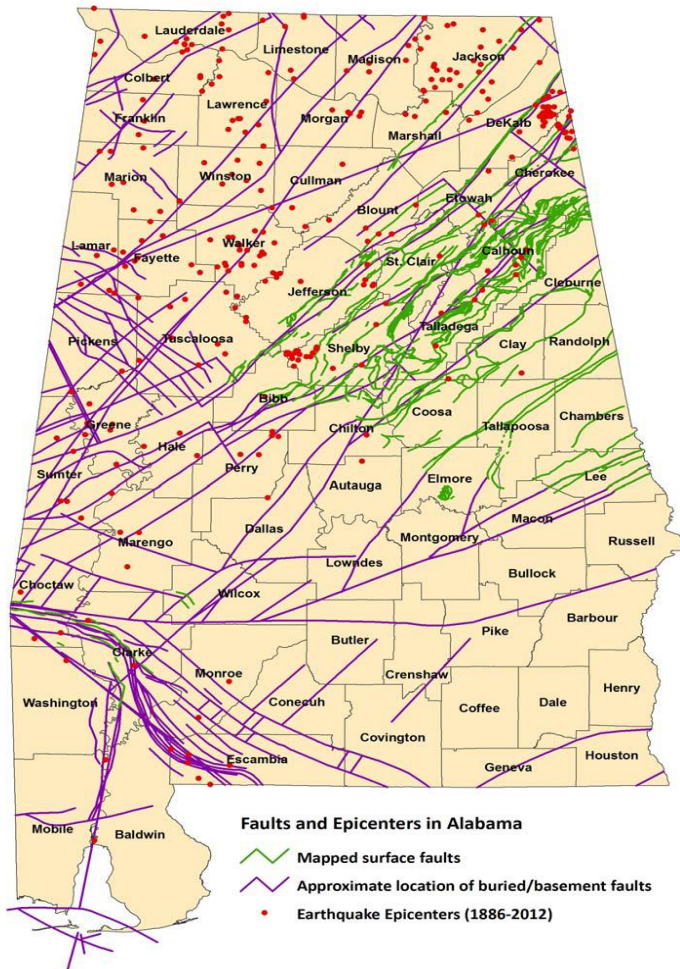 Lauderdale
Limestone
Madison
Jackson
Colbert
Lawrence
Franklin
Morgan
Marshall
DeKalb
Marion
Winston
Cullman
Cherokee
Etowah
Blount
Lamar
Walker
Fayette
St. Clair
Calhoun
Jefferson
Cleburne
Pickens
Tuscaloosa
Shelby
Talladega
Clay
Randolph
Bibb
Greene
Chilton
Coosa
Tallapoosa
Chambers
Hale
Sumter
Perry
Autauga
Elmore
Lee
Dallas
Macon
Marengo
Montgomery
Russell
Lowndes
Choctaw
Wilcox
Bullock
Butler
Pike
Barbour
Clarke
Monroe
Crenshaw
Washington
Conecuh
Coffee
Dale
Henry
Covington
Escambia
Geneva
Houston
Mobile
Baldwin
Faults and Epicenters in Alabama
Mapped surface faults
Approximate location of buried/basement faults
Earthquake Epicenters (1886-2012)